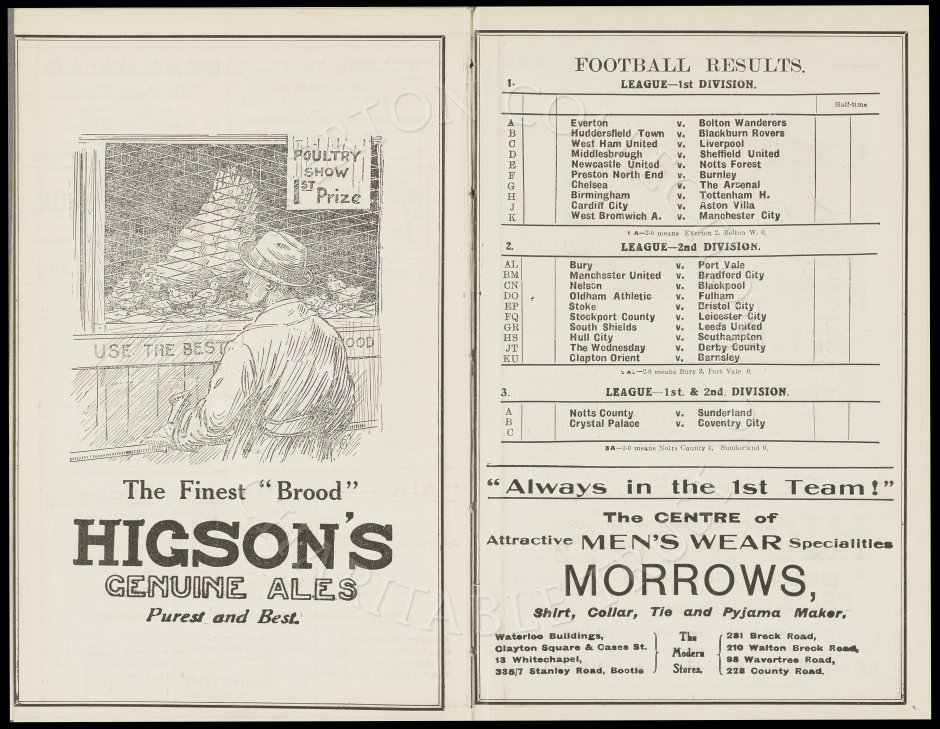 POULTRY
SHOW
1ST Prize
USE THE BEST
OOD
The Finest "Brood"
HIGSON'S
GENUINE ALES
Purest and Best.
FOOTBALL RESULTS.
1. LEAGUE—1st DIVISION.
Half-time
A Everton v. Bolton Wanderers
B Huddersfield Town v. Blackburn Rovers
C West Ham United v. Liverpool
D Middlesbrough v. Sheffield United
E Newcastle United v. Notts Forest
F Preston North End v. Burnley
G Chelsea v. The Arsenal
H Birmingham v. Tottenham H.
J Cardiff City v. Aston Villa
K West Bromwich A. v. Manchester City
1 A—2-0 means Everton 2, Bolton W. 0.
2. LEAGUE—2nd DIVISION.
AL Bury v. Port Vale
BM Manchester United v. Bradford City
CN Nelson v. Blackpool
DO Oldham Athletic v. Fulham
EP Stoke v. Bristol City
FQ Stockport County v. Leicester City
GR South Shields v. Leeds United
HS Hull City v. Southampton
JT The Wednesday v. Derby County
KU Clapton Orient v. Barnsley
2 AL—2-0 means Bury 2, Port Vale 0.
3. LEAGUE—1st. & 2nd. DIVISION.
A Notts County v. Sunderland
B Crystal Palace v. Coventry City
C
3A—2-0 means Notts County 2, Sunderland 0.
"Always in the 1st Team!"
The CENTRE of
Attractive MEN'S WEAR Specialities
MORROWS,
Shirt, Collar, Tie and Pyjama Maker.
Waterloo Buildings,
Clayton Square & Cases St.
13 Whitechapel,
335/7 Stanley Road, Bootle
The
Modern
Stores.
281 Breck Road,
210 Walton Breck Road,
98 Wavertree Road,
228 County Road.